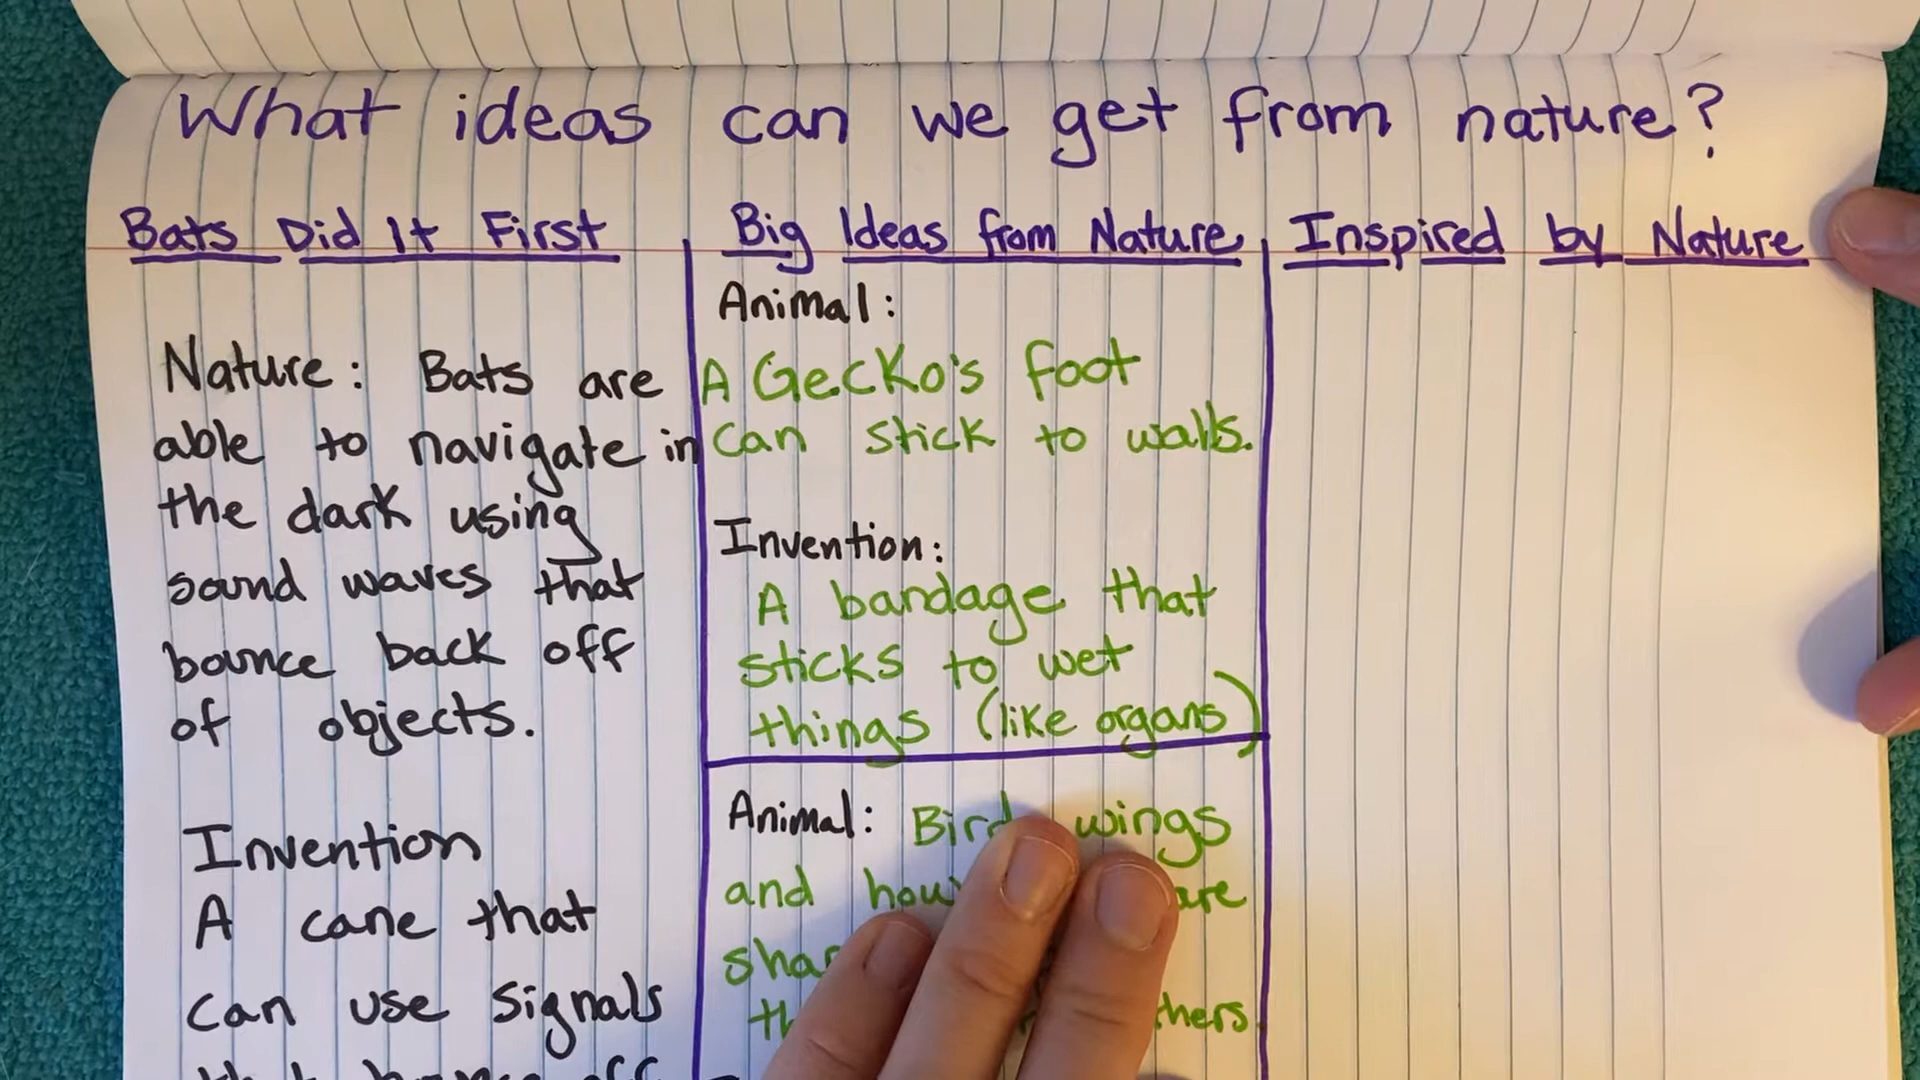 What ideas can we get from nature?
Bats Did It First
Nature: Bats are
able to navigate in
the dark using
sound waves that
bounce back off
of objects.
Invention
A cane that
can use signals
Big Ideas from Nature
Animal:
A Gecko's foot
can stick to walls.
Invention:
A bandage that
sticks to wet
things (like organs)
Animal: Bird wings
and
Inspired by Nature